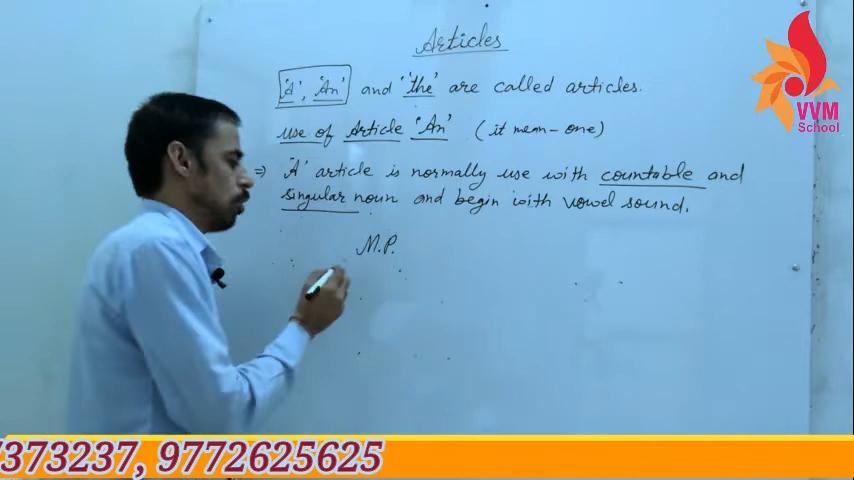 Articles
'A', 'An' and 'the' are called articles.
use of Article 'An' (it mean - one)
⇒ 'A' article is normally use with countable and
singular noun and begin with vowel sound.
M.P.
VVM
School
7373237, 9772625625